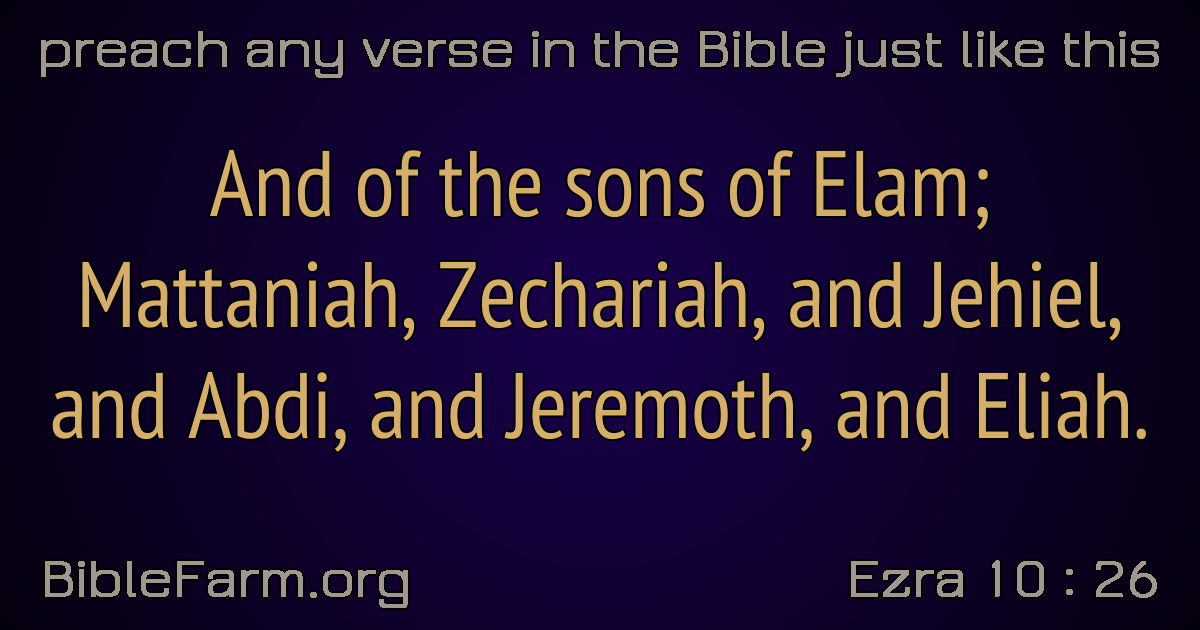 preach any verse in the Bible just like this
And of the sons of Elam;
Mattaniah, Zechariah, and Jehiel,
and Abdi, and Jeremoth, and Eliah.
BibleFarm.org
Ezra 10 : 26